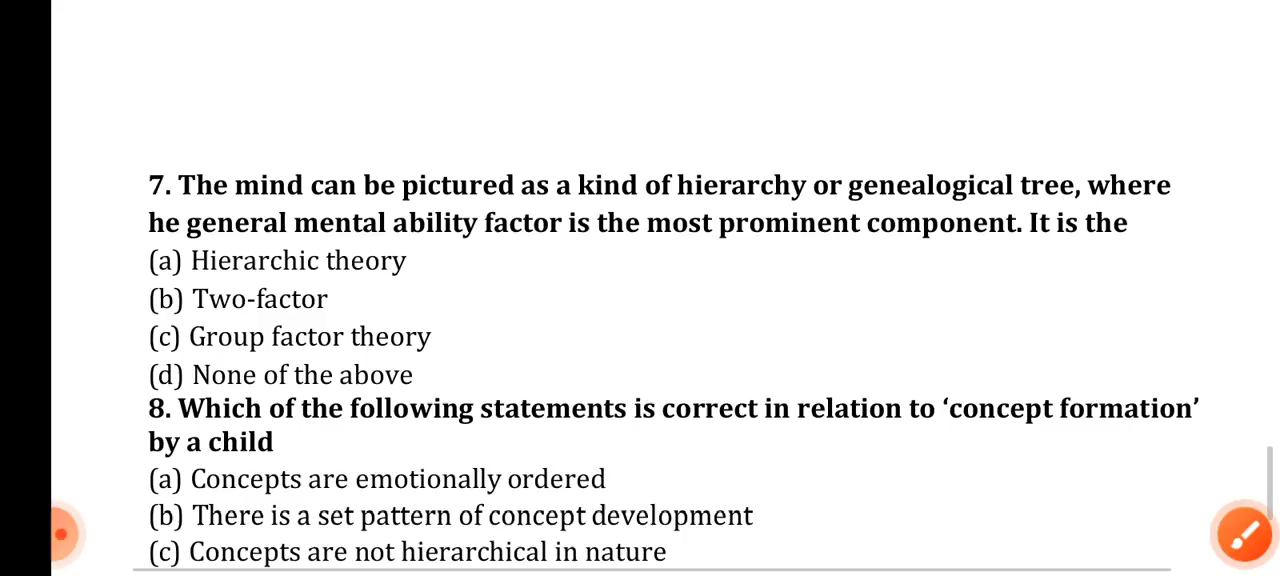 7. The mind can be pictured as a kind of hierarchy or genealogical tree, where
he general mental ability factor is the most prominent component. It is the
(a) Hierarchic theory
(b) Two-factor
(c) Group factor theory
(d) None of the above
8. Which of the following statements is correct in relation to ‘concept formation’
by a child
(a) Concepts are emotionally ordered
(b) There is a set pattern of concept development
(c) Concepts are not hierarchical in nature